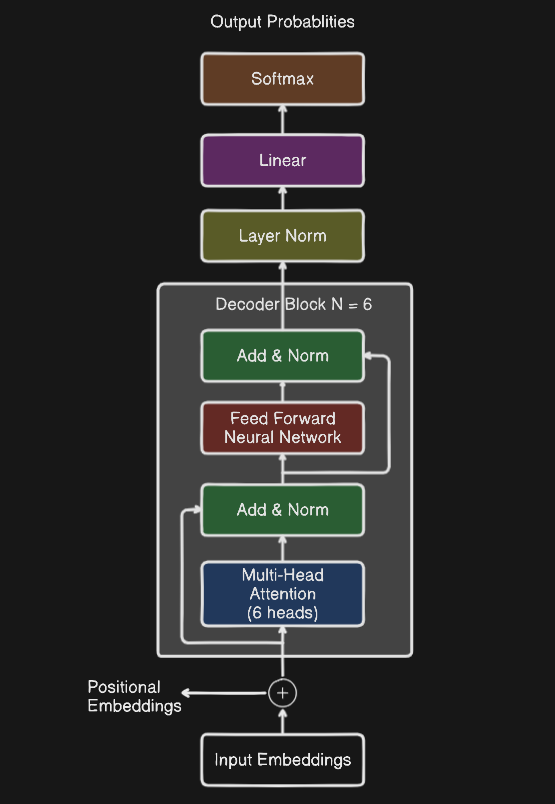 Output Probablities
Softmax
Linear
Layer Norm
Decoder Block N = 6
Add & Norm
Feed Forward
Neural Network
Add & Norm
Multi-Head
Attention
(6 heads)
Positional
Embeddings
+
Input Embeddings